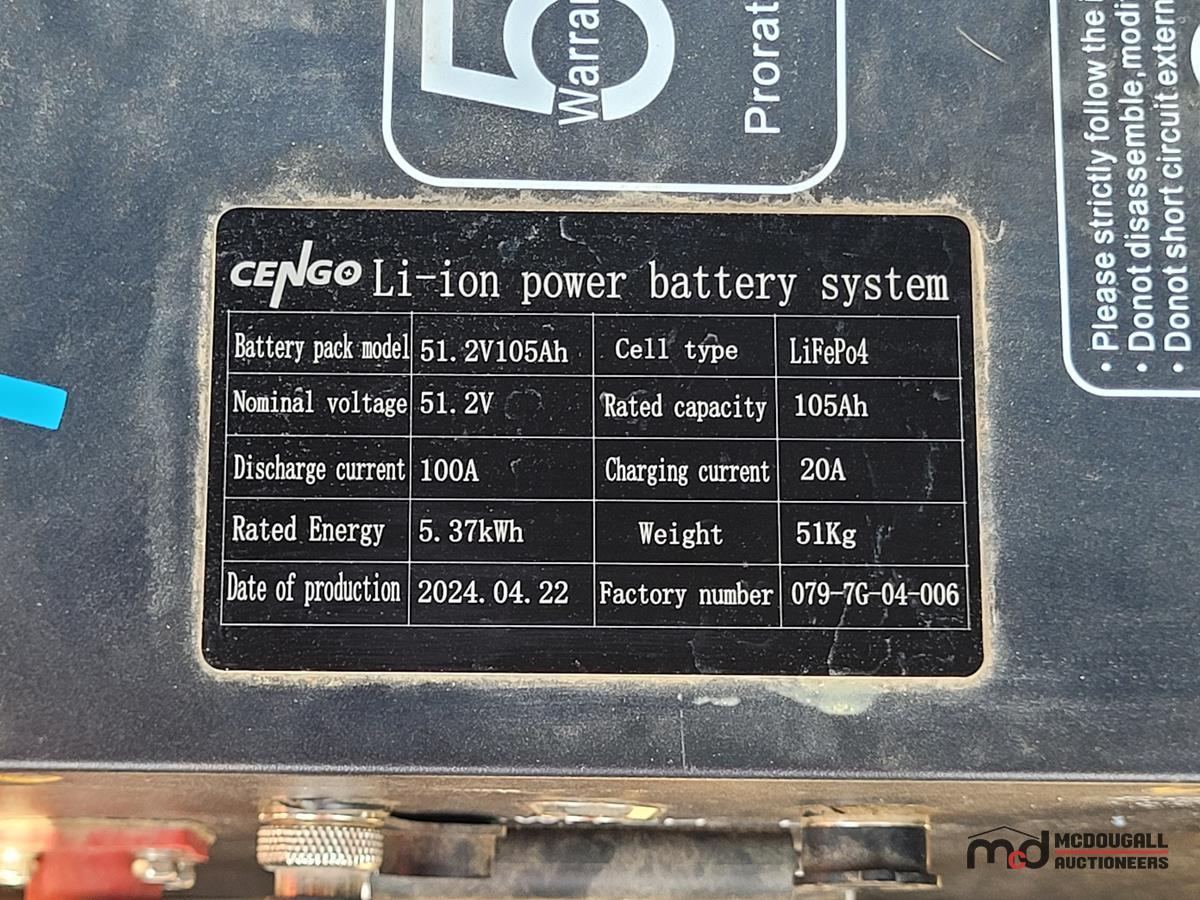 5
Warran
Prorat
• Please strictly follow the
• Donot disassemble,modi
• Donot short circuit extern
CENGO Li-ion power battery system
Battery pack model 51.2V105Ah Cell type LiFePo4
Nominal voltage 51.2V Rated capacity 105Ah
Discharge current 100A Charging current 20A
Rated Energy 5.37kWh Weight 51Kg
Date of production 2024.04.22 Factory number 079-7G-04-006
mcd MCDOUGALL
AUCTIONEERS